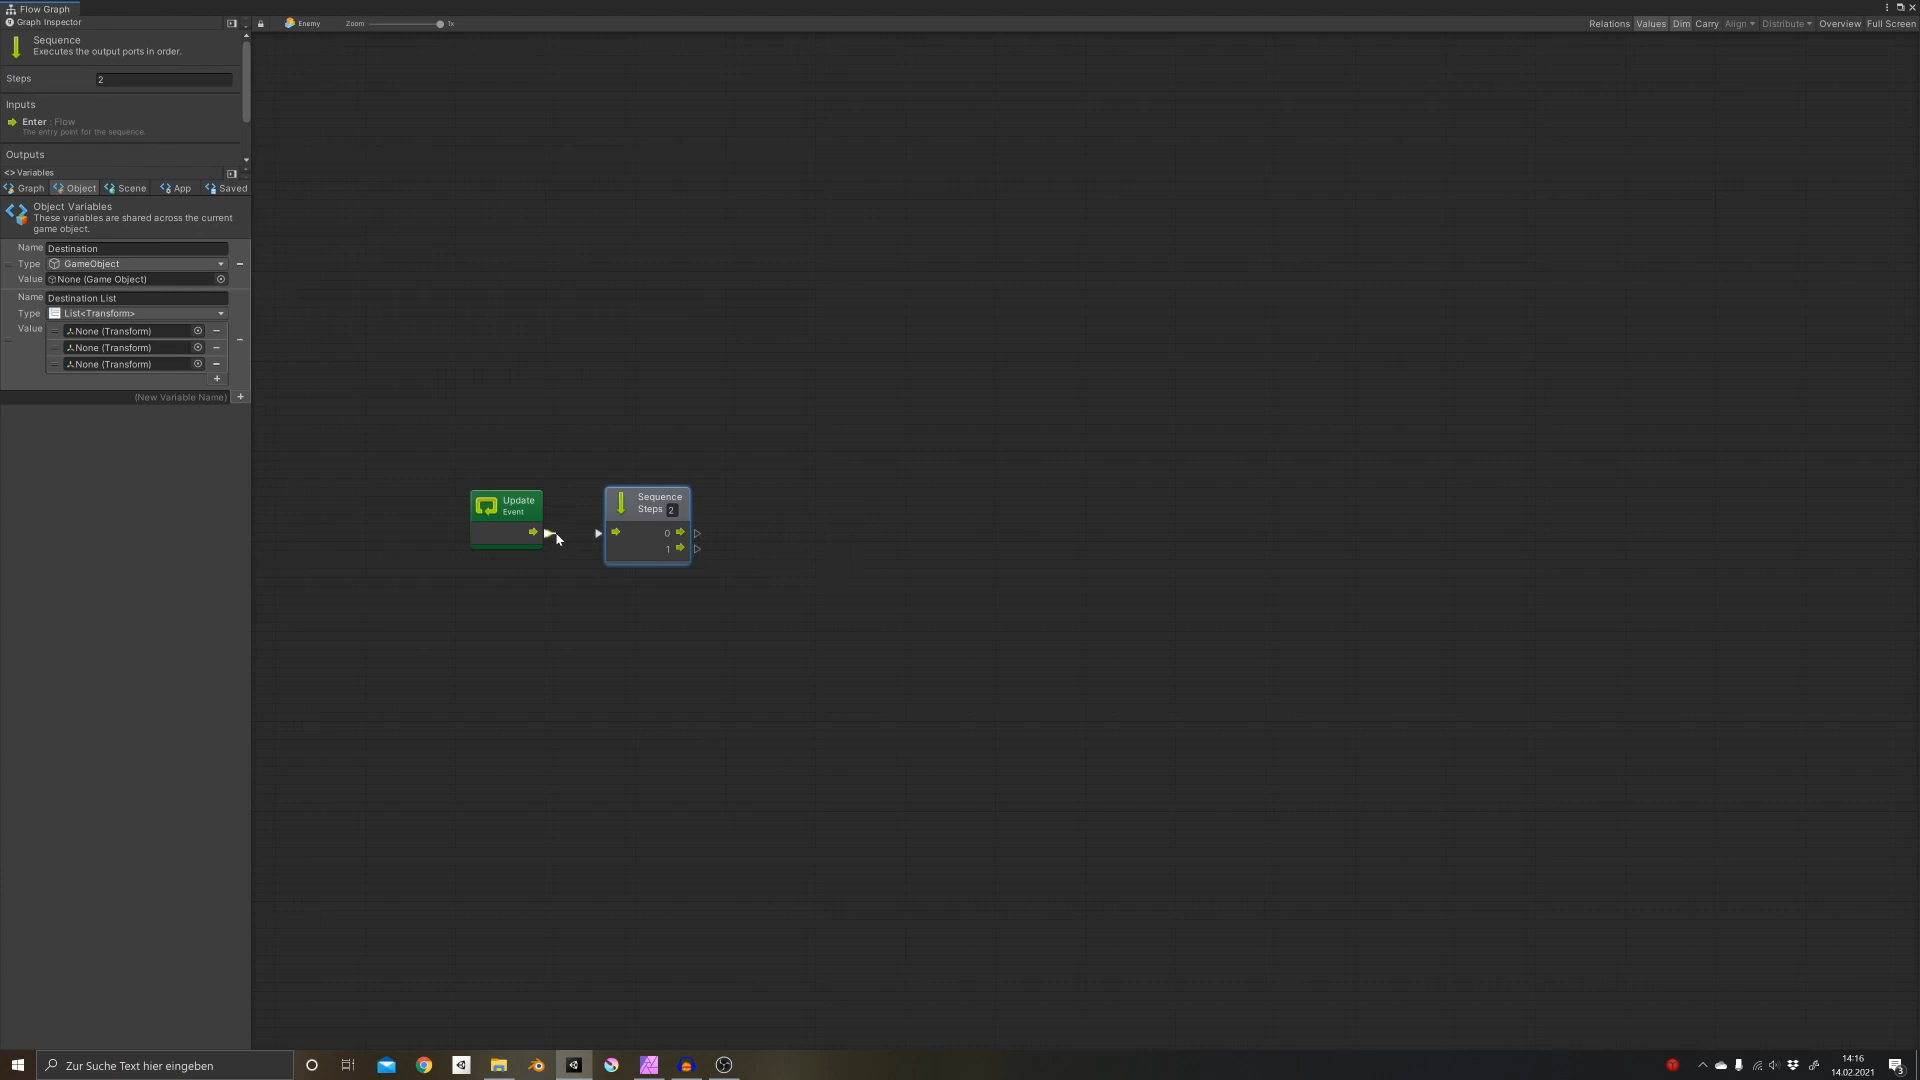 Flow Graph
Graph Inspector
Enemy
Zoom
1x
Relations
Values
Dim
Carry
Align
Distribute
Overview
Full Screen
Sequence
Executes the output ports in order.
Steps
2
Inputs
Enter : Flow
The entry point for the sequence.
Outputs
<> Variables
Graph
Object
Scene
App
Saved
Object Variables
These variables are shared across the current
game object.
Name Destination
Type GameObject
Value None (Game Object)
Name Destination List
Type List<Transform>
Value None (Transform)
None (Transform)
None (Transform)
(New Variable Name)
Update
Event
Sequence
Steps 2
0
1
Zur Suche Text hier eingeben
14:16
14.02.2021
3